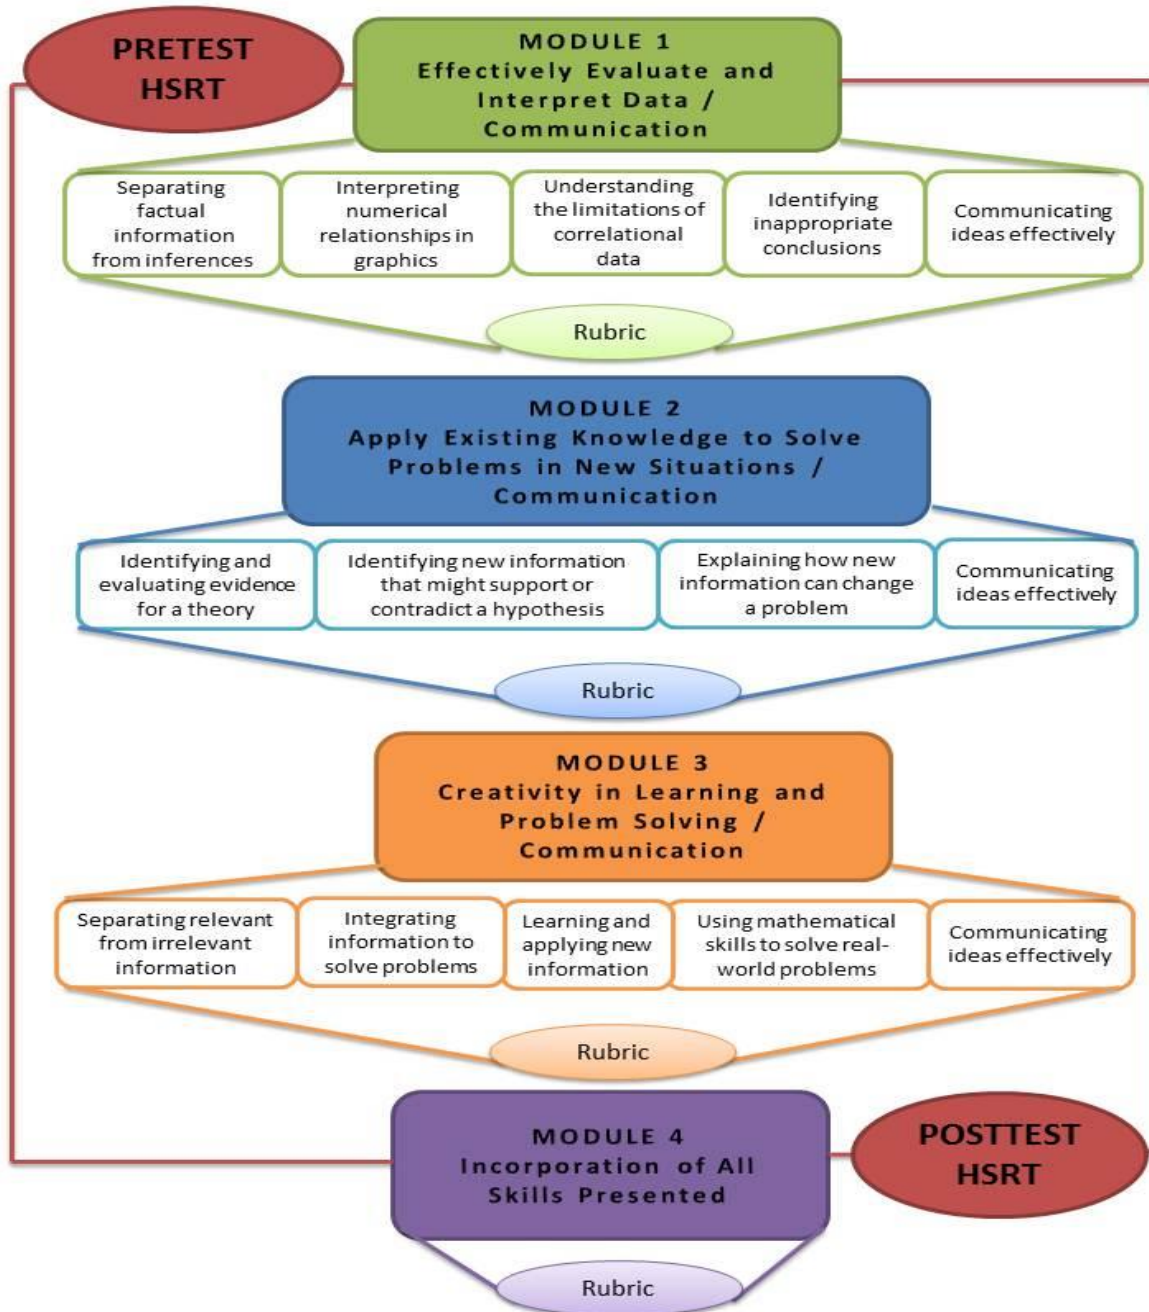 PRETEST
HSRT
MODULE 1
Effectively Evaluate and
Interpret Data /
Communication
Separating
factual
information
from inferences
Interpreting
numerical
relationships in
graphics
Understanding
the limitations of
correlational
data
Identifying
inappropriate
conclusions
Communicating
ideas effectively
Rubric
MODULE 2
Apply Existing Knowledge to Solve
Problems in New Situations /
Communication
Identifying and
evaluating evidence
for a theory
Identifying new information
that might support or
contradict a hypothesis
Explaining how new
information can change
a problem
Communicating
ideas effectively
Rubric
MODULE 3
Creativity in Learning and
Problem Solving /
Communication
Separating relevant
from irrelevant
information
Integrating
information to
solve problems
Learning and
applying new
information
Using mathematical
skills to solve real-
world problems
Communicating
ideas effectively
Rubric
MODULE 4
Incorporation of All
Skills Presented
POSTTEST
HSRT
Rubric